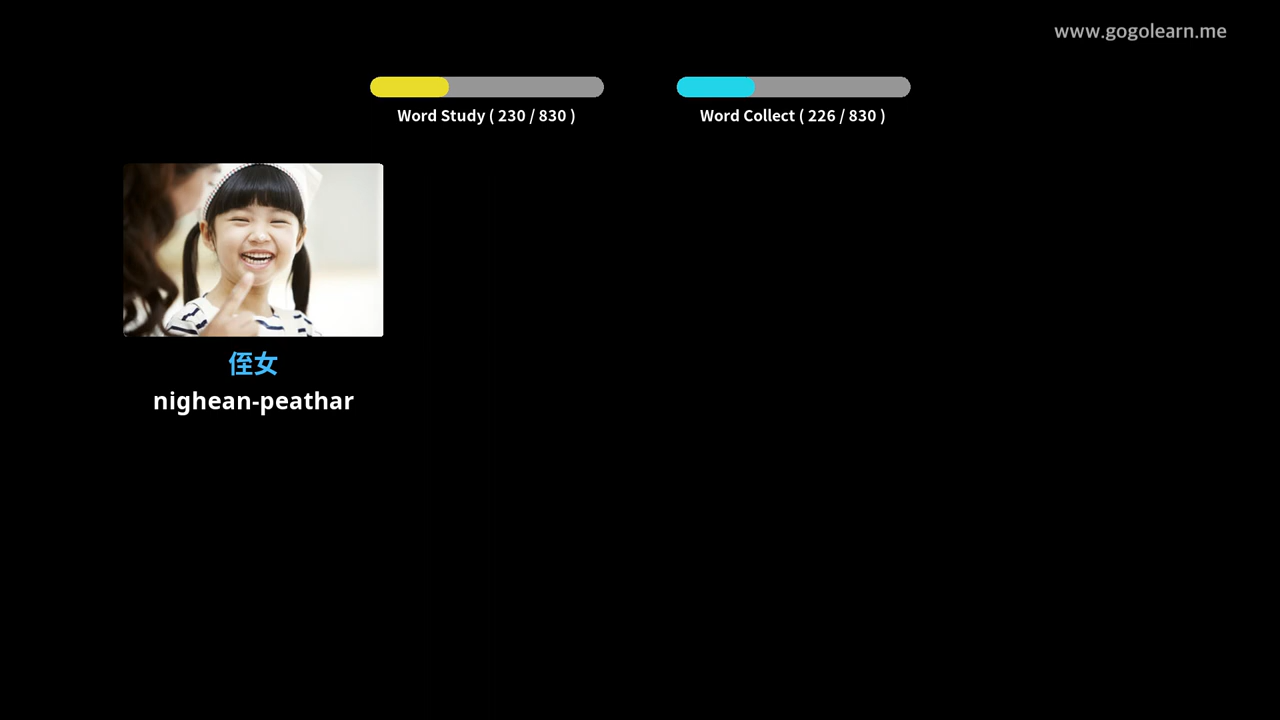 www.gogolearn.me
Word Study ( 230 / 830 )
Word Collect ( 226 / 830 )
侄女
nighean-peathar